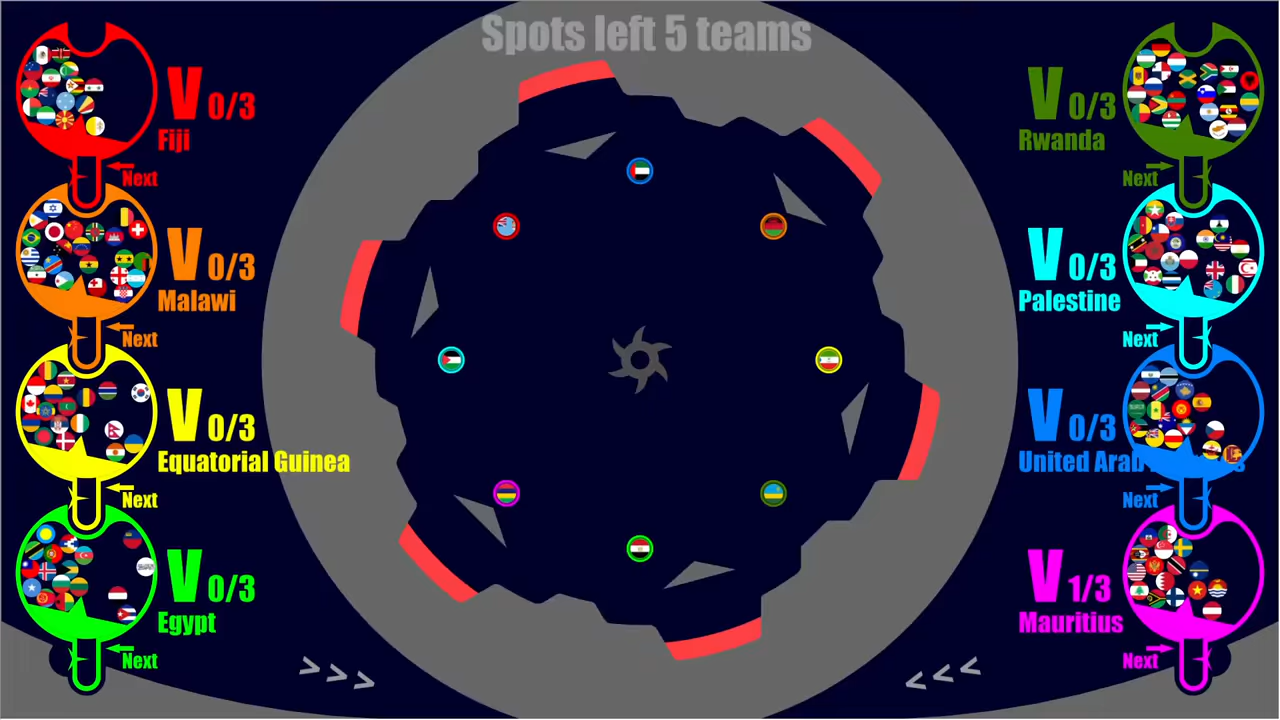 Spots left 5 teams
V 0/3
Fiji
Next
V 0/3
Malawi
Next
V 0/3
Equatorial Guinea
Next
V 0/3
Egypt
Next
V 0/3
Rwanda
Next
V 0/3
Palestine
Next
V 0/3
United Arab
Next
V 1/3
Mauritius
Next